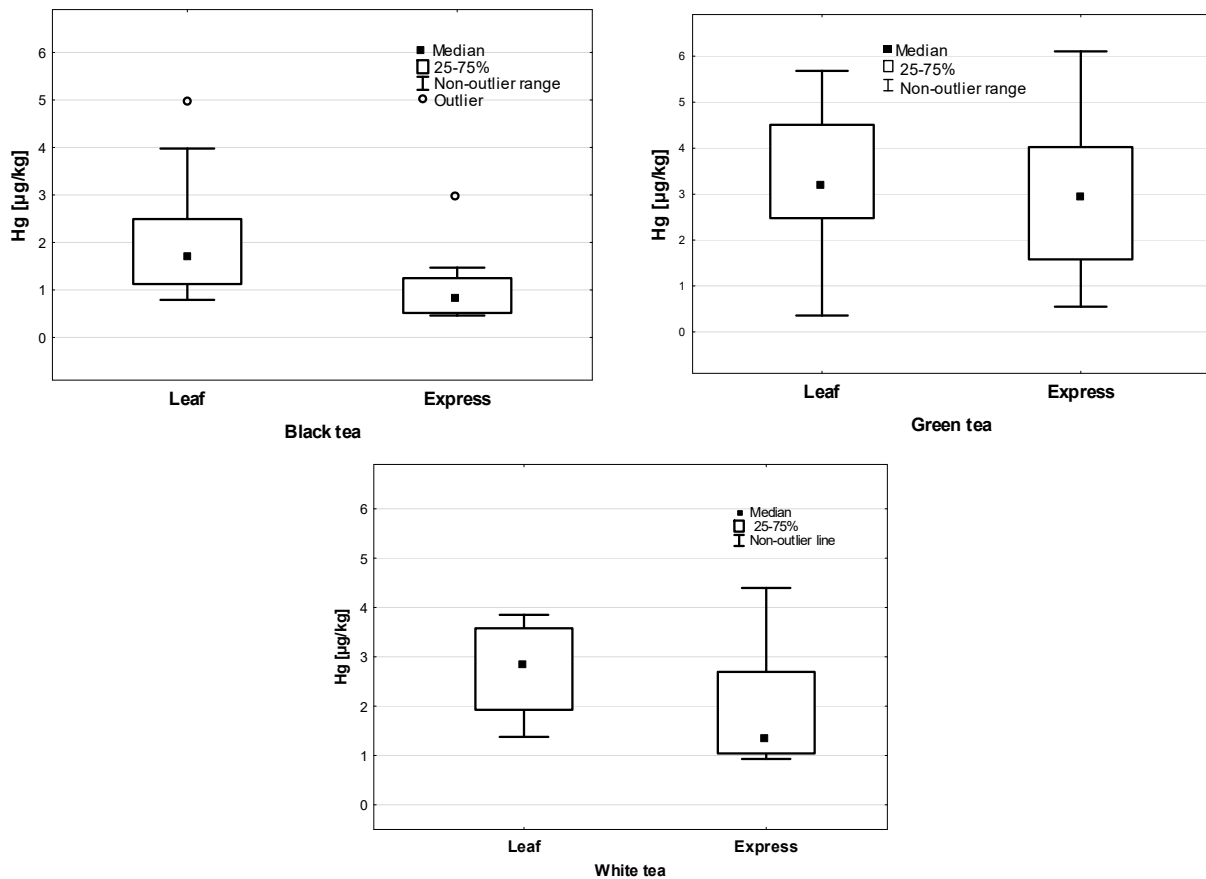 6
5
4
3
2
1
0
Hg [µg/kg]
Median
25-75%
Non-outlier range
Outlier
Leaf
Express
Black tea
6
5
4
3
2
1
0
Hg [µg/kg]
Median
25-75%
Non-outlier range
Leaf
Express
Green tea
6
5
4
3
2
1
0
Hg [µg/kg]
Median
25-75%
Non-outlier line
Leaf
Express
White tea